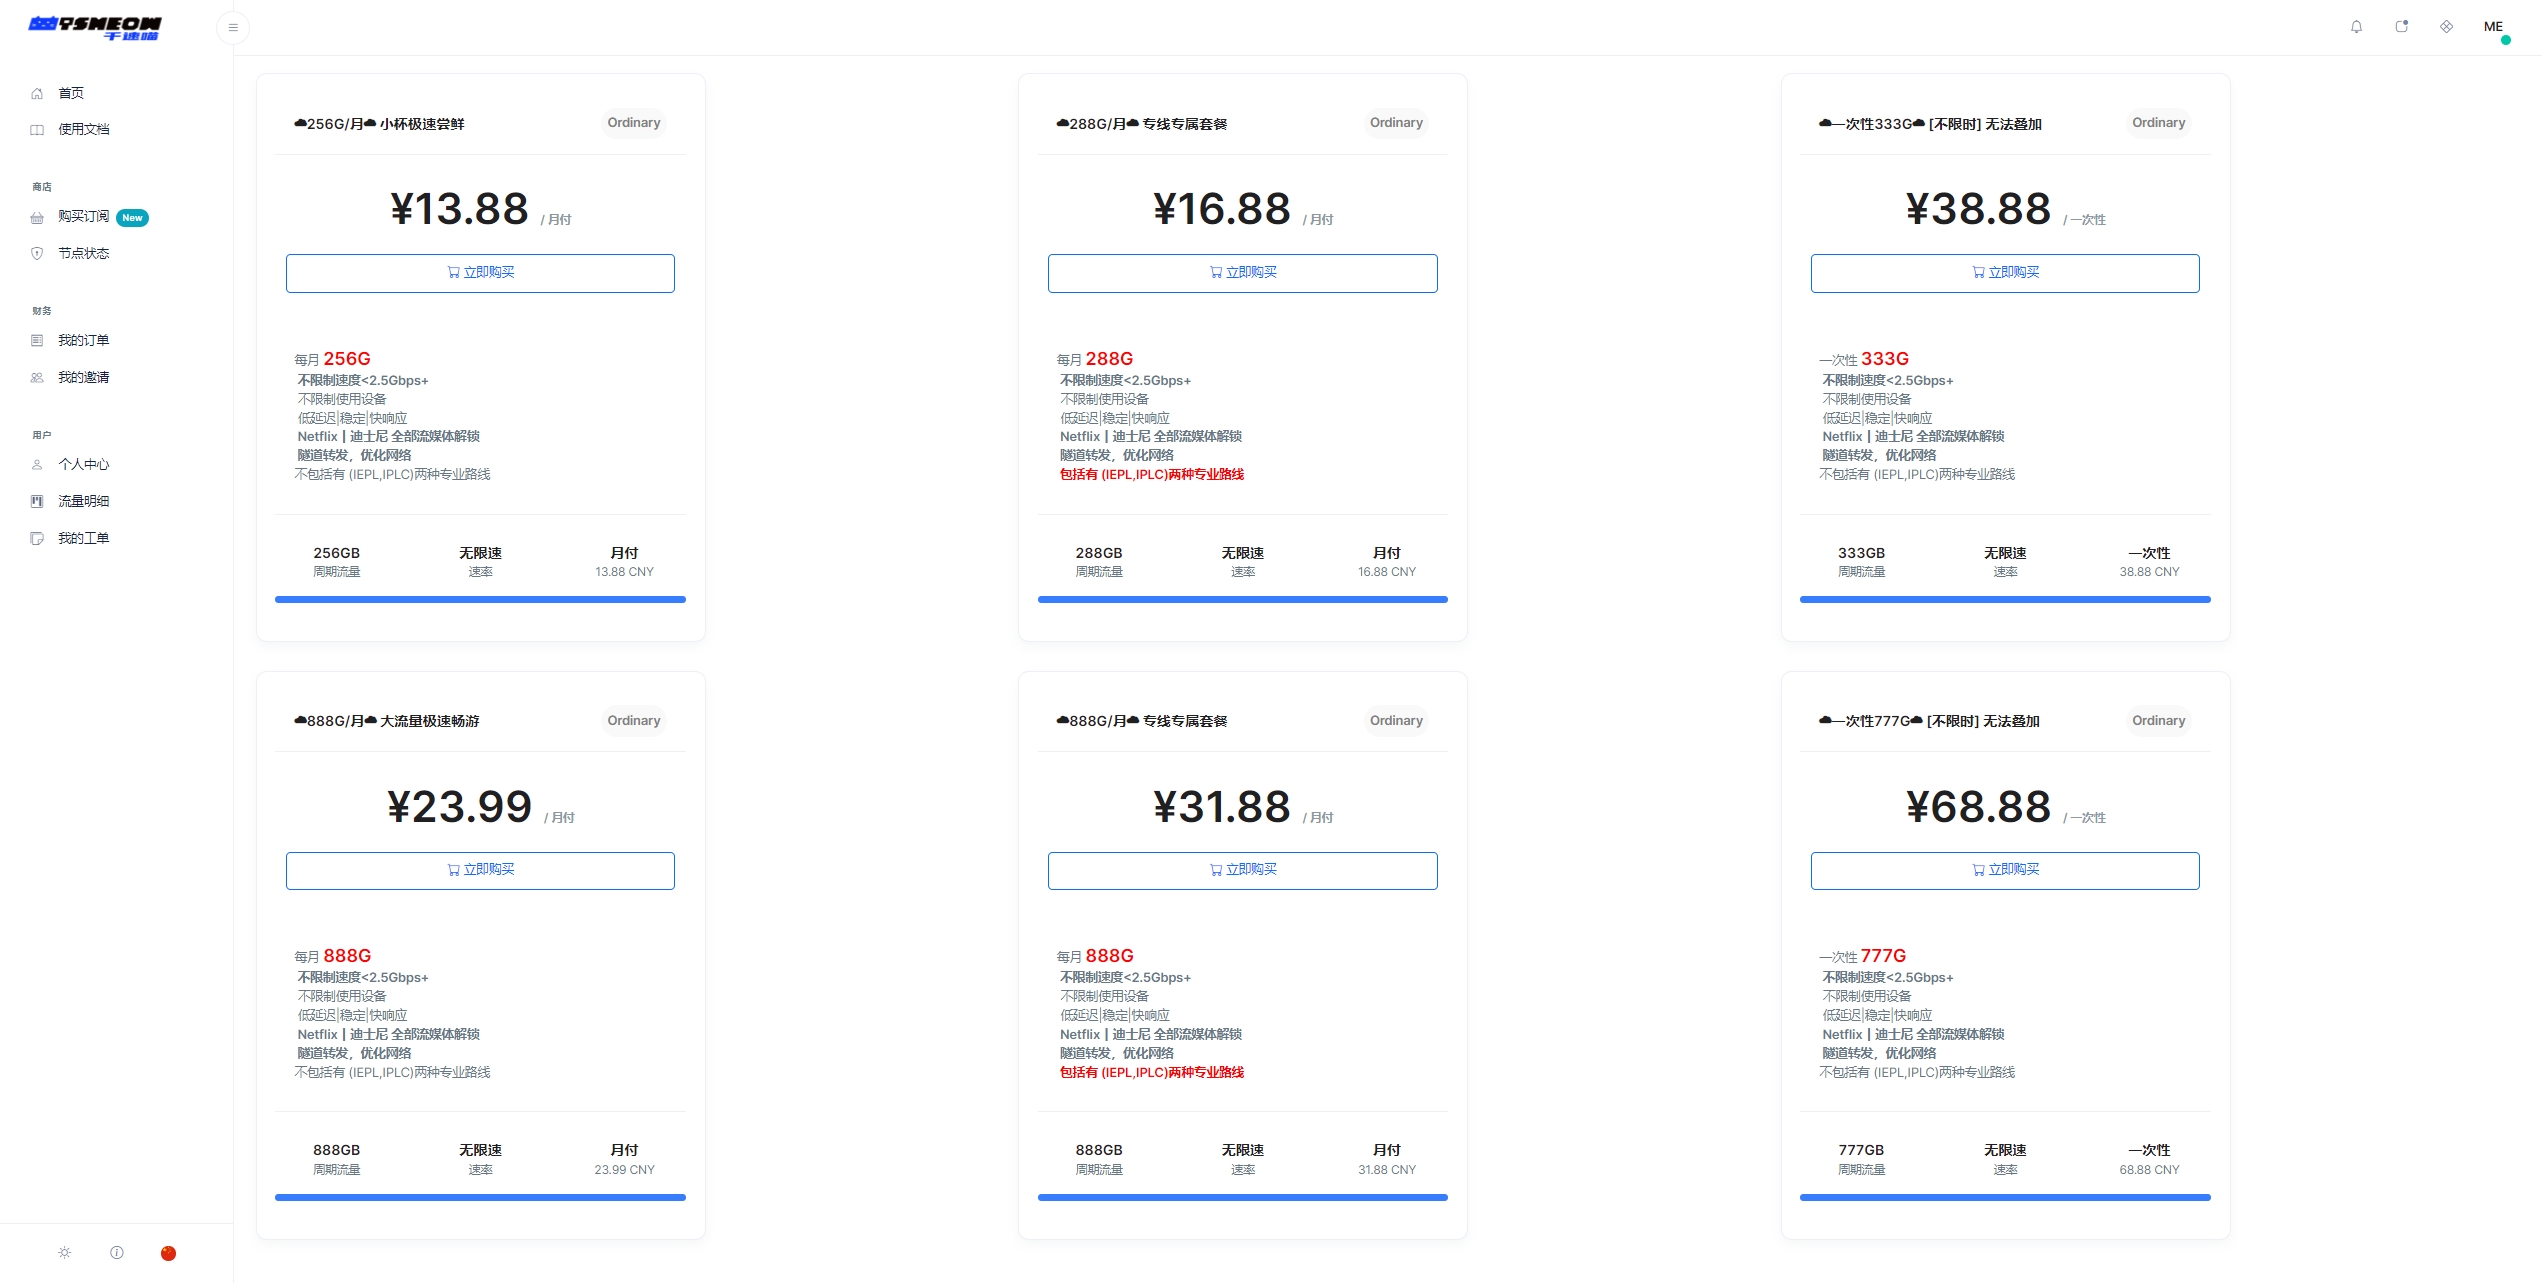 TSMEOW
千速喵
ME
首页
使用文档
商店
购买订阅 New
节点状态
财务
我的订单
我的邀请
用户
个人中心
流量明细
我的工单
☁256G/月☁ 小杯极速尝鲜 Ordinary
¥13.88 / 月付
立即购买
每月 256G
不限制速度<2.5Gbps+
不限制使用设备
低延迟|稳定|快响应
Netflix | 迪士尼 全部流媒体解锁
隧道转发，优化网络
不包括有 (IEPL,IPLC)两种专业路线
256GB 无限速 月付
周期流量 速率 13.88 CNY
☁288G/月☁ 专线专属套餐 Ordinary
¥16.88 / 月付
立即购买
每月 288G
不限制速度<2.5Gbps+
不限制使用设备
低延迟|稳定|快响应
Netflix | 迪士尼 全部流媒体解锁
隧道转发，优化网络
包括有 (IEPL,IPLC)两种专业路线
288GB 无限速 月付
周期流量 速率 16.88 CNY
☁一次性333G☁ [不限时] 无法叠加 Ordinary
¥38.88 / 一次性
立即购买
一次性 333G
不限制速度<2.5Gbps+
不限制使用设备
低延迟|稳定|快响应
Netflix | 迪士尼 全部流媒体解锁
隧道转发，优化网络
不包括有 (IEPL,IPLC)两种专业路线
333GB 无限速 一次性
周期流量 速率 38.88 CNY
☁888G/月☁ 大流量极速畅游 Ordinary
¥23.99 / 月付
立即购买
每月 888G
不限制速度<2.5Gbps+
不限制使用设备
低延迟|稳定|快响应
Netflix | 迪士尼 全部流媒体解锁
隧道转发，优化网络
不包括有 (IEPL,IPLC)两种专业路线
888GB 无限速 月付
周期流量 速率 23.99 CNY
☁888G/月☁ 专线专属套餐 Ordinary
¥31.88 / 月付
立即购买
每月 888G
不限制速度<2.5Gbps+
不限制使用设备
低延迟|稳定|快响应
Netflix | 迪士尼 全部流媒体解锁
隧道转发，优化网络
包括有 (IEPL,IPLC)两种专业路线
888GB 无限速 月付
周期流量 速率 31.88 CNY
☁一次性777G☁ [不限时] 无法叠加 Ordinary
¥68.88 / 一次性
立即购买
一次性 777G
不限制速度<2.5Gbps+
不限制使用设备
低延迟|稳定|快响应
Netflix | 迪士尼 全部流媒体解锁
隧道转发，优化网络
不包括有 (IEPL,IPLC)两种专业路线
777GB 无限速 一次性
周期流量 速率 68.88 CNY